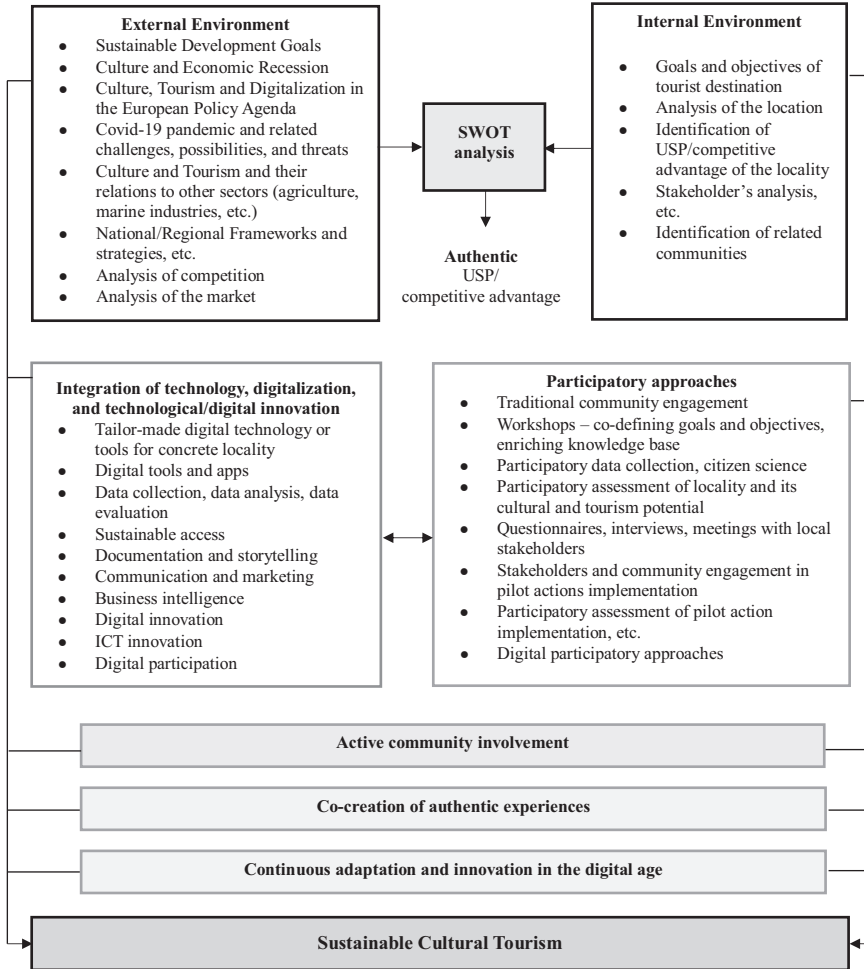 External Environment
● Sustainable Development Goals
● Culture and Economic Recession
● Culture, Tourism and Digitalization in
the European Policy Agenda
● Covid-19 pandemic and related
challenges, possibilities, and threats
● Culture and Tourism and their
relations to other sectors (agriculture,
marine industries, etc.)
● National/Regional Frameworks and
strategies, etc.
● Analysis of competition
● Analysis of the market
SWOT
analysis
Authentic
USP/
competitive advantage
Internal Environment
● Goals and objectives of
tourist destination
● Analysis of the location
● Identification of
USP/competitive
advantage of the locality
● Stakeholder's analysis,
etc.
● Identification of related
communities
Integration of technology, digitalization,
and technological/digital innovation
● Tailor-made digital technology or
tools for concrete locality
● Digital tools and apps
● Data collection, data analysis, data
evaluation
● Sustainable access
● Documentation and storytelling
● Communication and marketing
● Business intelligence
● Digital innovation
● ICT innovation
● Digital participation
Participatory approaches
● Traditional community engagement
● Workshops – co-defining goals and objectives,
enriching knowledge base
● Participatory data collection, citizen science
● Participatory assessment of locality and its
cultural and tourism potential
● Questionnaires, interviews, meetings with local
stakeholders
● Stakeholders and community engagement in
pilot actions implementation
● Participatory assessment of pilot action
implementation, etc.
● Digital participatory approaches
Active community involvement
Co-creation of authentic experiences
Continuous adaptation and innovation in the digital age
Sustainable Cultural Tourism